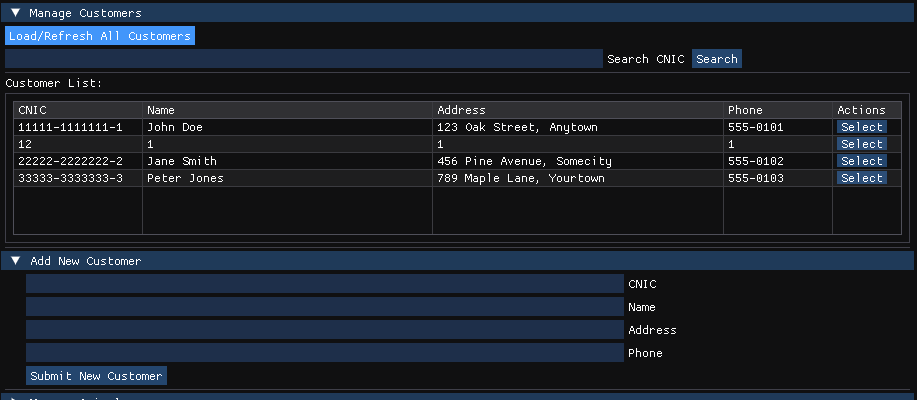 Manage Customers
Load/Refresh All Customers
Search CNIC Search
Customer List:
CNIC Name Address Phone Actions
11111-1111111-1 John Doe 123 Oak Street, Anytown 555-0101 Select
12 1 1 1 Select
22222-2222222-2 Jane Smith 456 Pine Avenue, Somecity 555-0102 Select
33333-3333333-3 Peter Jones 789 Maple Lane, Yourtown 555-0103 Select
Add New Customer
CNIC
Name
Address
Phone
Submit New Customer